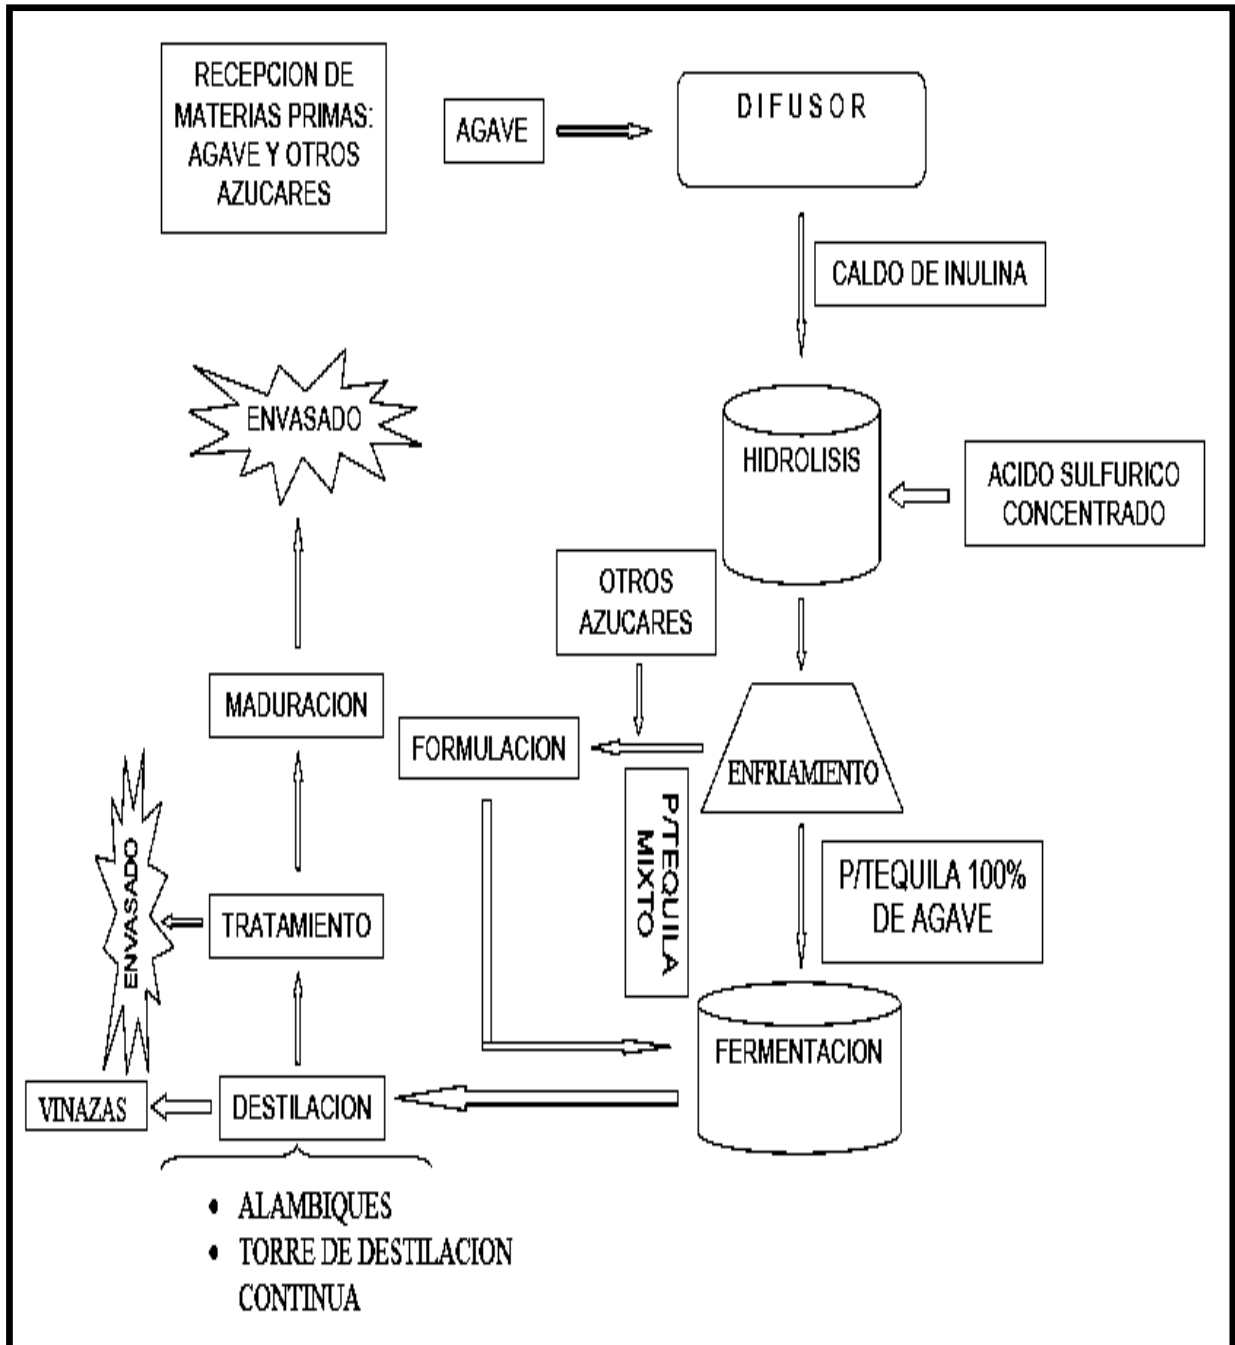 RECEPCION DE
MATERIAS PRIMAS:
AGAVE Y OTROS
AZUCARES
AGAVE
DIFUSOR
CALDO DE INULINA
ENVASADO
HIDROLISIS
ACIDO SULFURICO
CONCENTRADO
OTROS
AZUCARES
MADURACION
FORMULACION
ENFRIAMIENTO
P/TEQUILA
MIXTO
P/TEQUILA 100%
DE AGAVE
ENVASADO
TRATAMIENTO
FERMENTACION
VINAZAS
DESTILACION
• ALAMBIQUES
• TORRE DE DESTILACION
CONTINUA